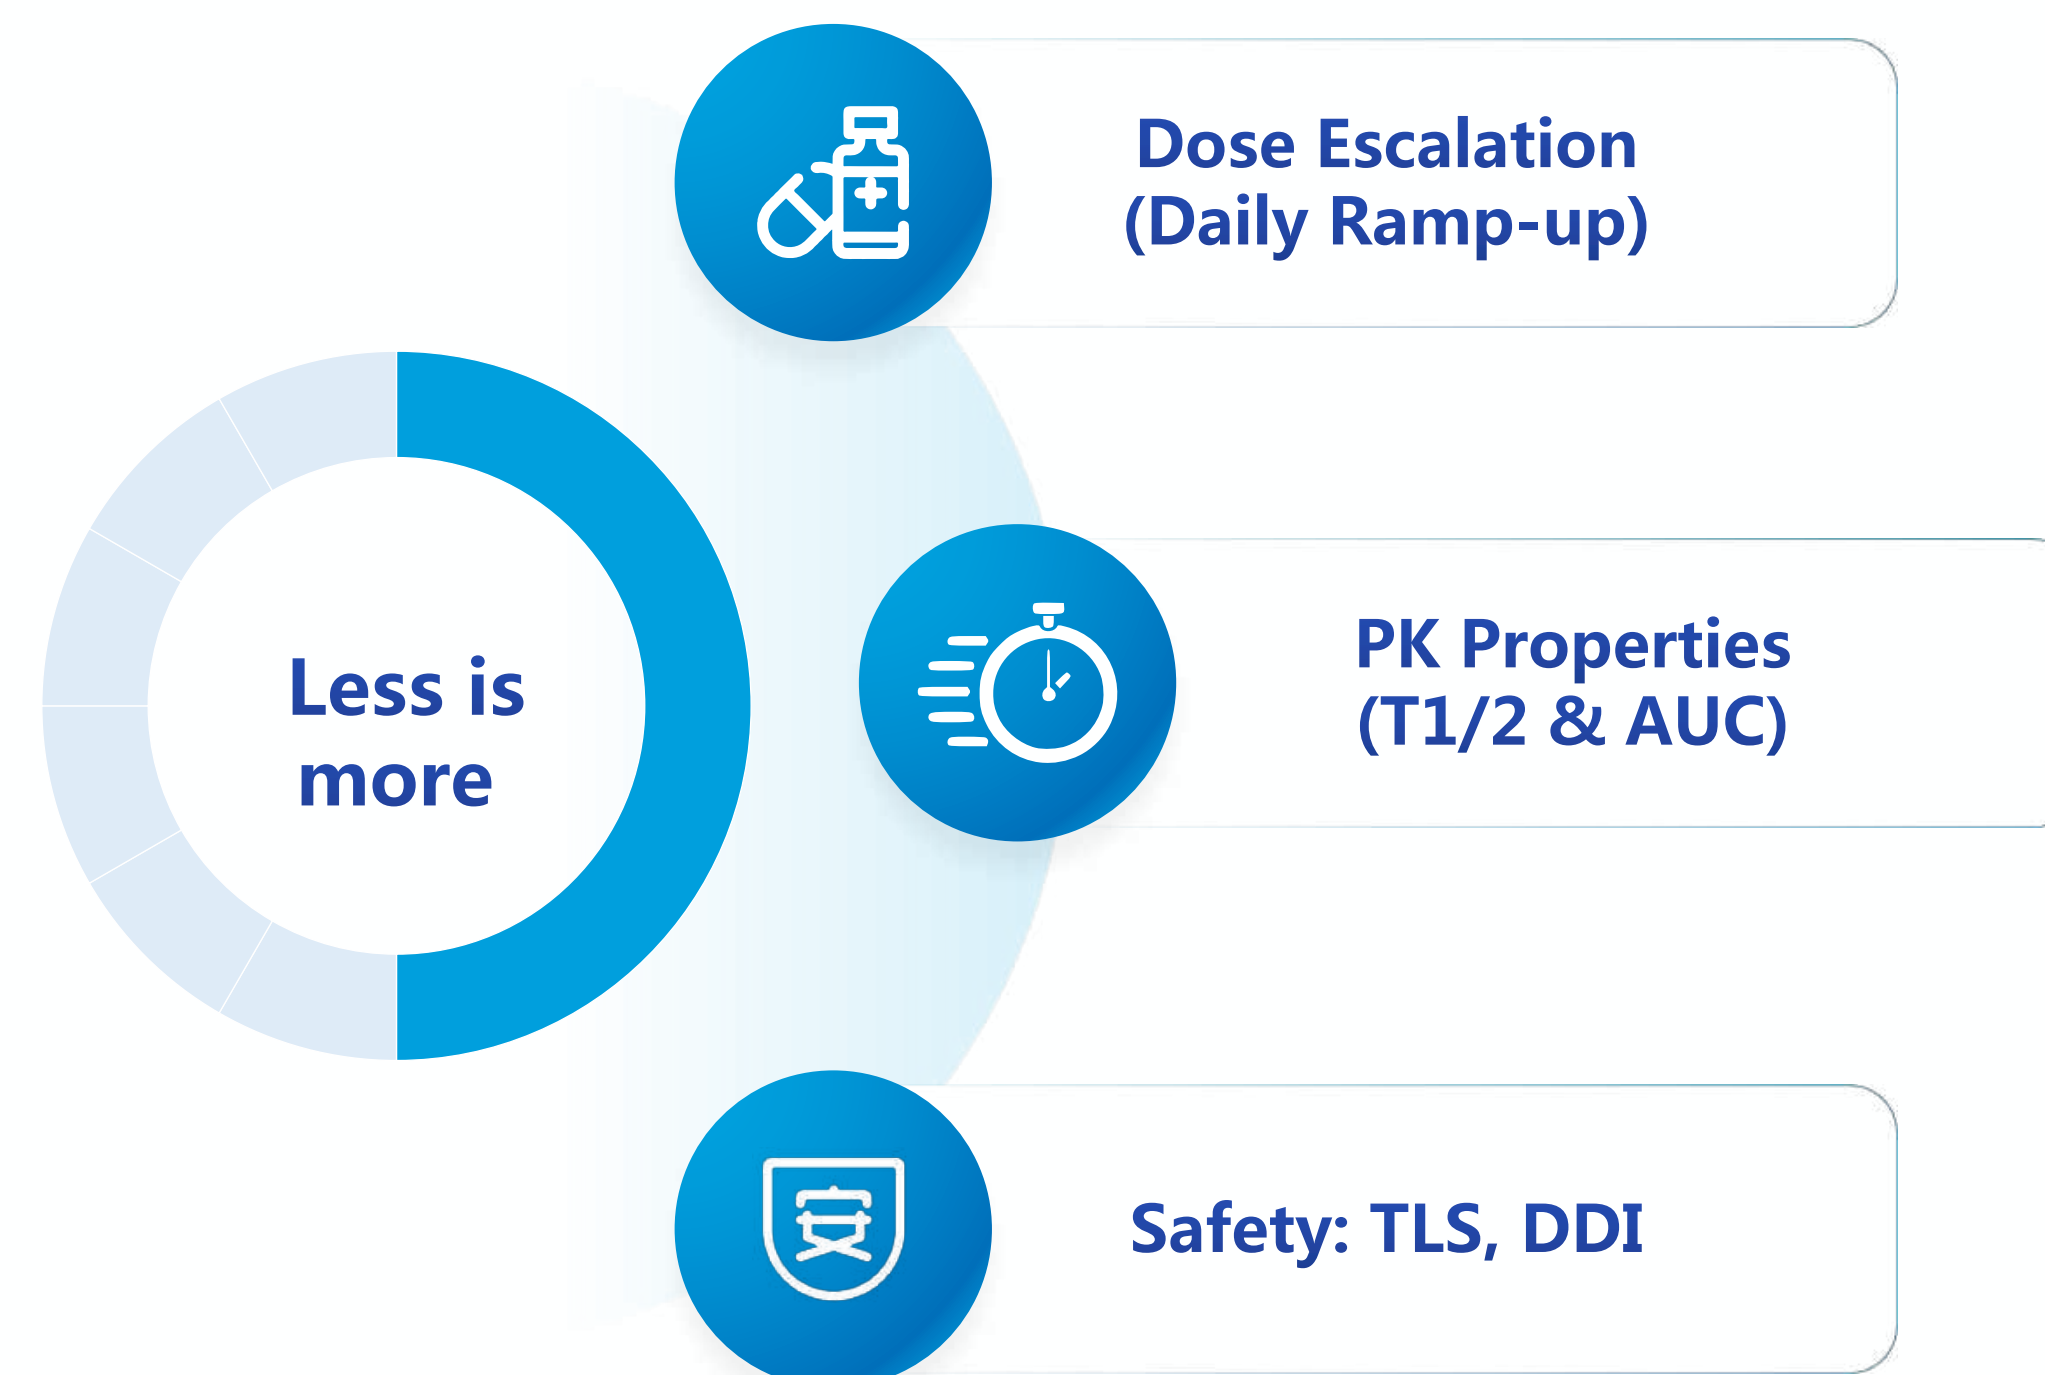 Dose Escalation
(Daily Ramp-up)
Less is
more
PK Properties
(T1/2 & AUC)
Safety: TLS, DDI